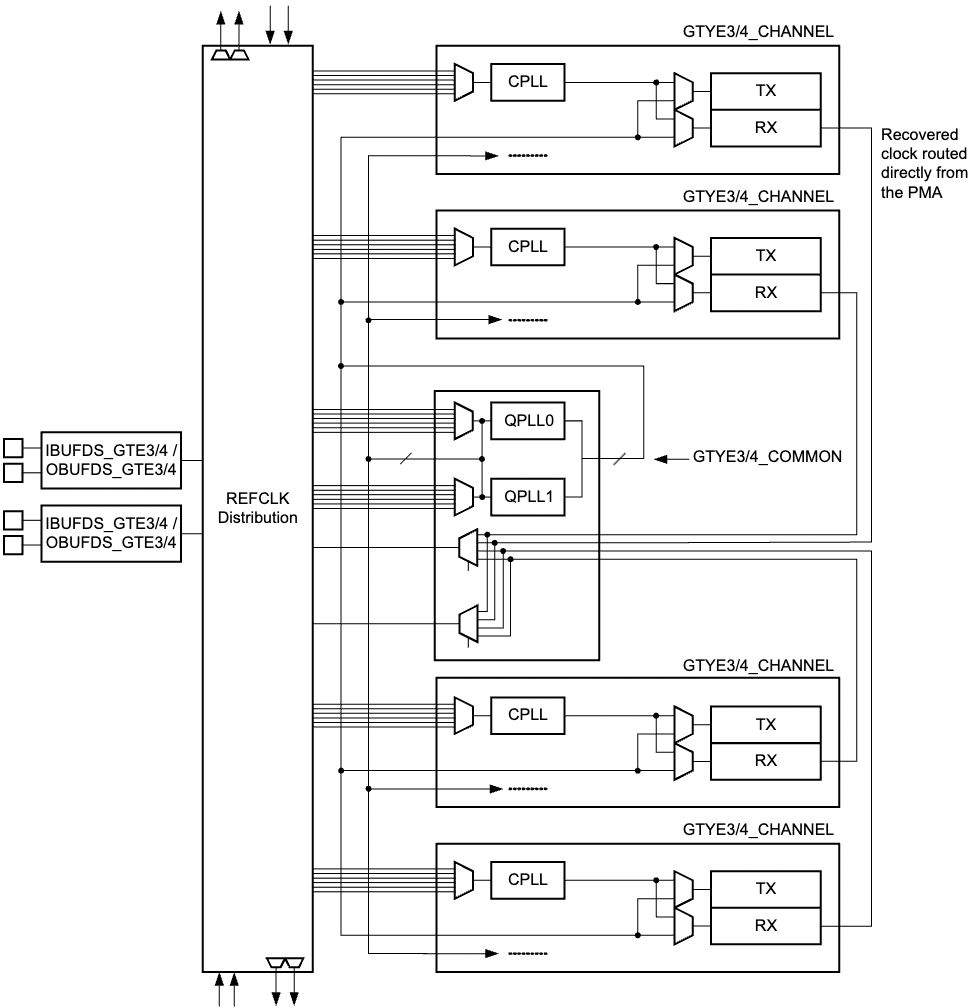 GTYE3/4_CHANNEL
CPLL
TX
RX
Recovered
clock routed
directly from
the PMA
GTYE3/4_CHANNEL
CPLL
TX
RX
QPLL0
GTYE3/4_COMMON
QPLL1
IBUFDS_GTE3/4 /
OBUFDS_GTE3/4
IBUFDS_GTE3/4 /
OBUFDS_GTE3/4
REFCLK
Distribution
GTYE3/4_CHANNEL
CPLL
TX
RX
GTYE3/4_CHANNEL
CPLL
TX
RX